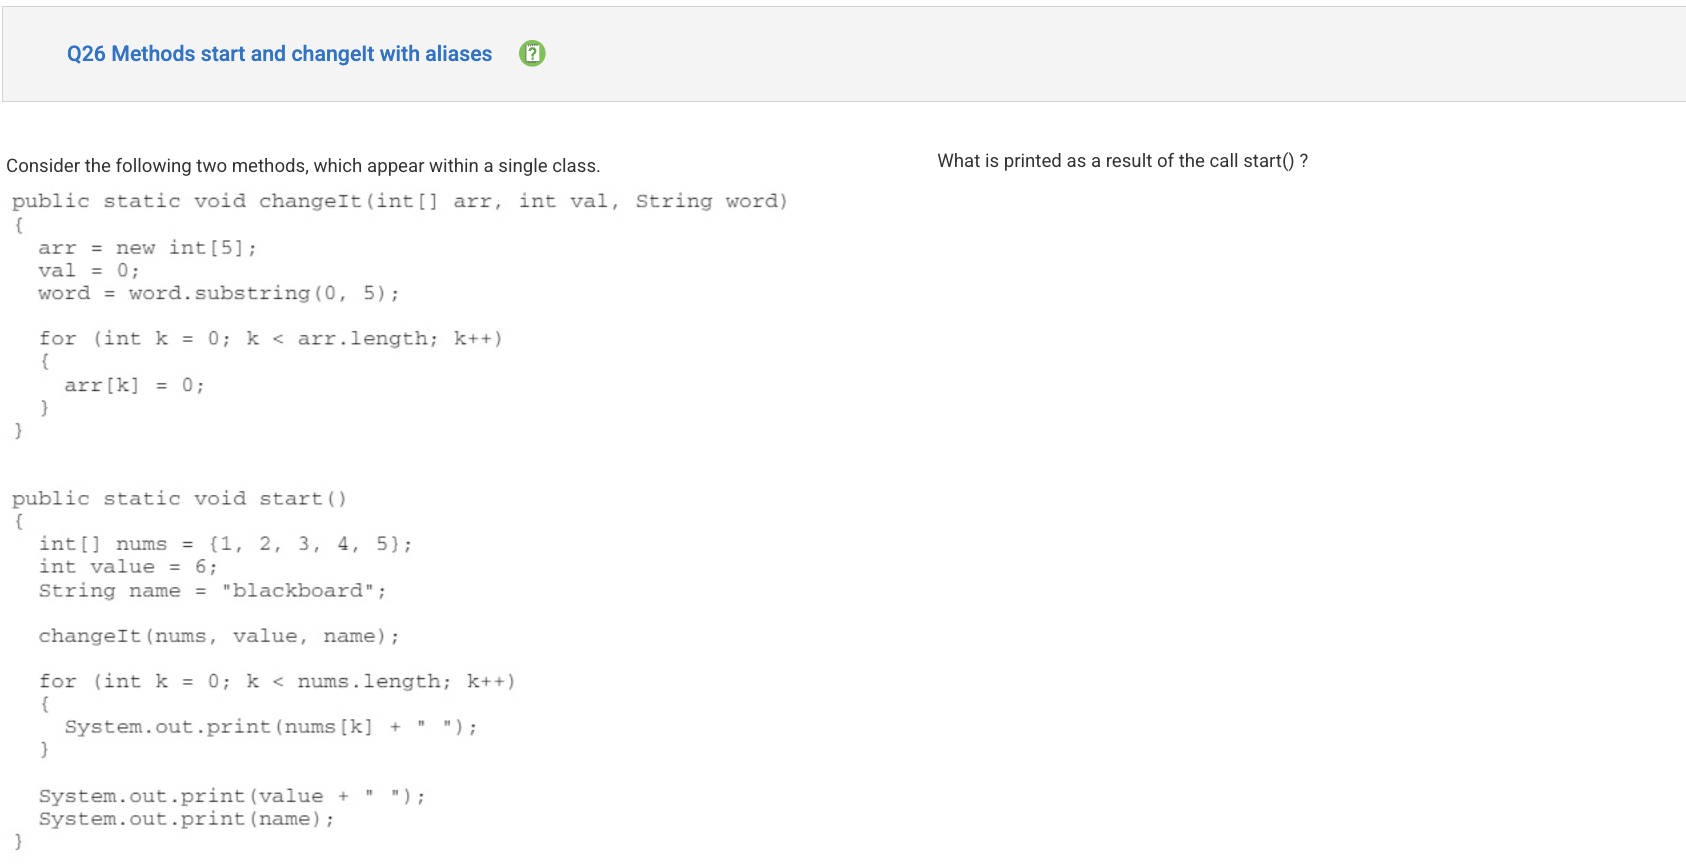 Q26 Methods start and changeIt with aliases
Consider the following two methods, which appear within a single class.
public static void changeIt(int[] arr, int val, String word)
{
  arr = new int[5];
  val = 0;
  word = word.substring(0, 5);

  for (int k = 0; k < arr.length; k++)
  {
    arr[k] = 0;
  }
}

public static void start()
{
  int[] nums = {1, 2, 3, 4, 5};
  int value = 6;
  String name = "blackboard";

  changeIt(nums, value, name);

  for (int k = 0; k < nums.length; k++)
  {
    System.out.print(nums[k] + " ");
  }

  System.out.print(value + " ");
  System.out.print(name);
}
What is printed as a result of the call start() ?